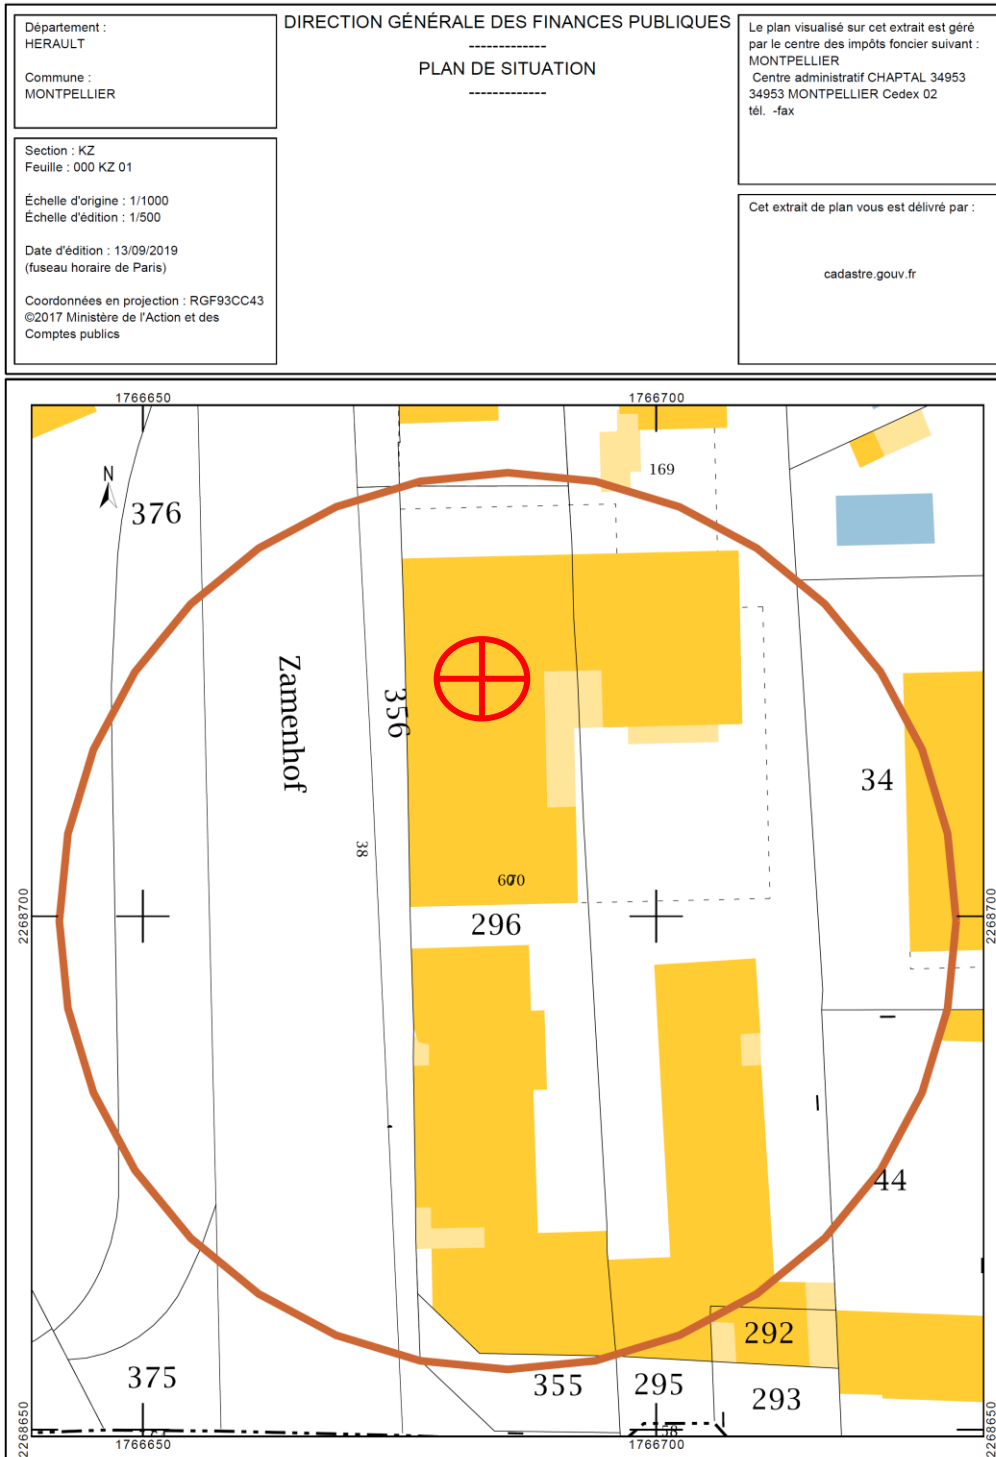 Département :
HERAULT
Commune :
MONTPELLIER
Section : KZ
Feuille : 000 KZ 01
Échelle d'origine : 1/1000
Échelle d'édition : 1/500
Date d'édition : 13/09/2019
(fuseau horaire de Paris)
Coordonnées en projection : RGF93CC43
©2017 Ministère de l'Action et des
Comptes publics
DIRECTION GÉNÉRALE DES FINANCES PUBLIQUES
-------------
PLAN DE SITUATION
-------------
Le plan visualisé sur cet extrait est géré
par le centre des impôts foncier suivant :
MONTPELLIER
Centre administratif CHAPTAL 34953
34953 MONTPELLIER Cedex 02
tél. -fax
Cet extrait de plan vous est délivré par :
cadastre.gouv.fr
1766650
1766700
N
376
169
Zamenhof
356
34
38
296
2268700
2268700
44
292
375
355
295
293
2268650
2268650
1766650
1766700